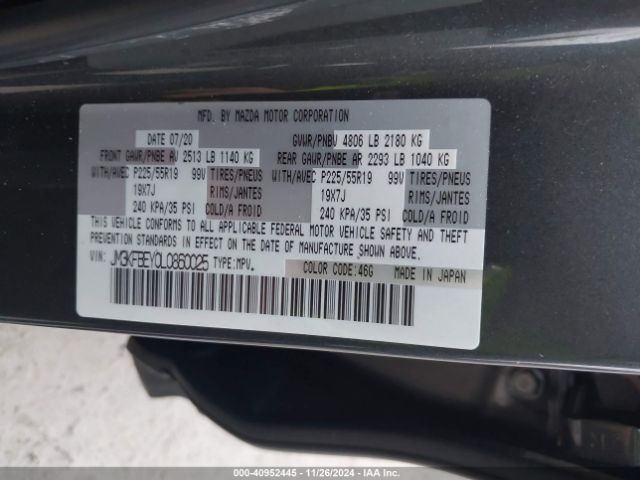 MFD. BY MAZDA MOTOR CORPORATION
DATE 07/20 GVWR/PNBV 4806 LB 2180 KG
FRONT GAWR/PNBE AV 2513 LB 1140 KG REAR GAWR/PNBE AR 2293 LB 1040 KG
WITH/AVEC P225/55R19 99V TIRES/PNEUS WITH/AVEC P225/55R19 99V TIRES/PNEUS
19X7J RIMS/JANTES 19X7J RIMS/JANTES
240 KPA/35 PSI COLD/A FROID 240 KPA/35 PSI COLD/A FROID
THIS VEHICLE CONFORMS TO ALL APPLICABLE FEDERAL MOTOR VEHICLE SAFETY AND THEFT
PREVENTION STANDARDS IN EFFECT ON THE DATE OF MANUFACTURE SHOWN ABOVE.
VIN: JM3KFBEY0L0860025 TYPE:MPV.
COLOR CODE:46G MADE IN JAPAN
000-40952445 - 11/26/2024 - IAA Inc.